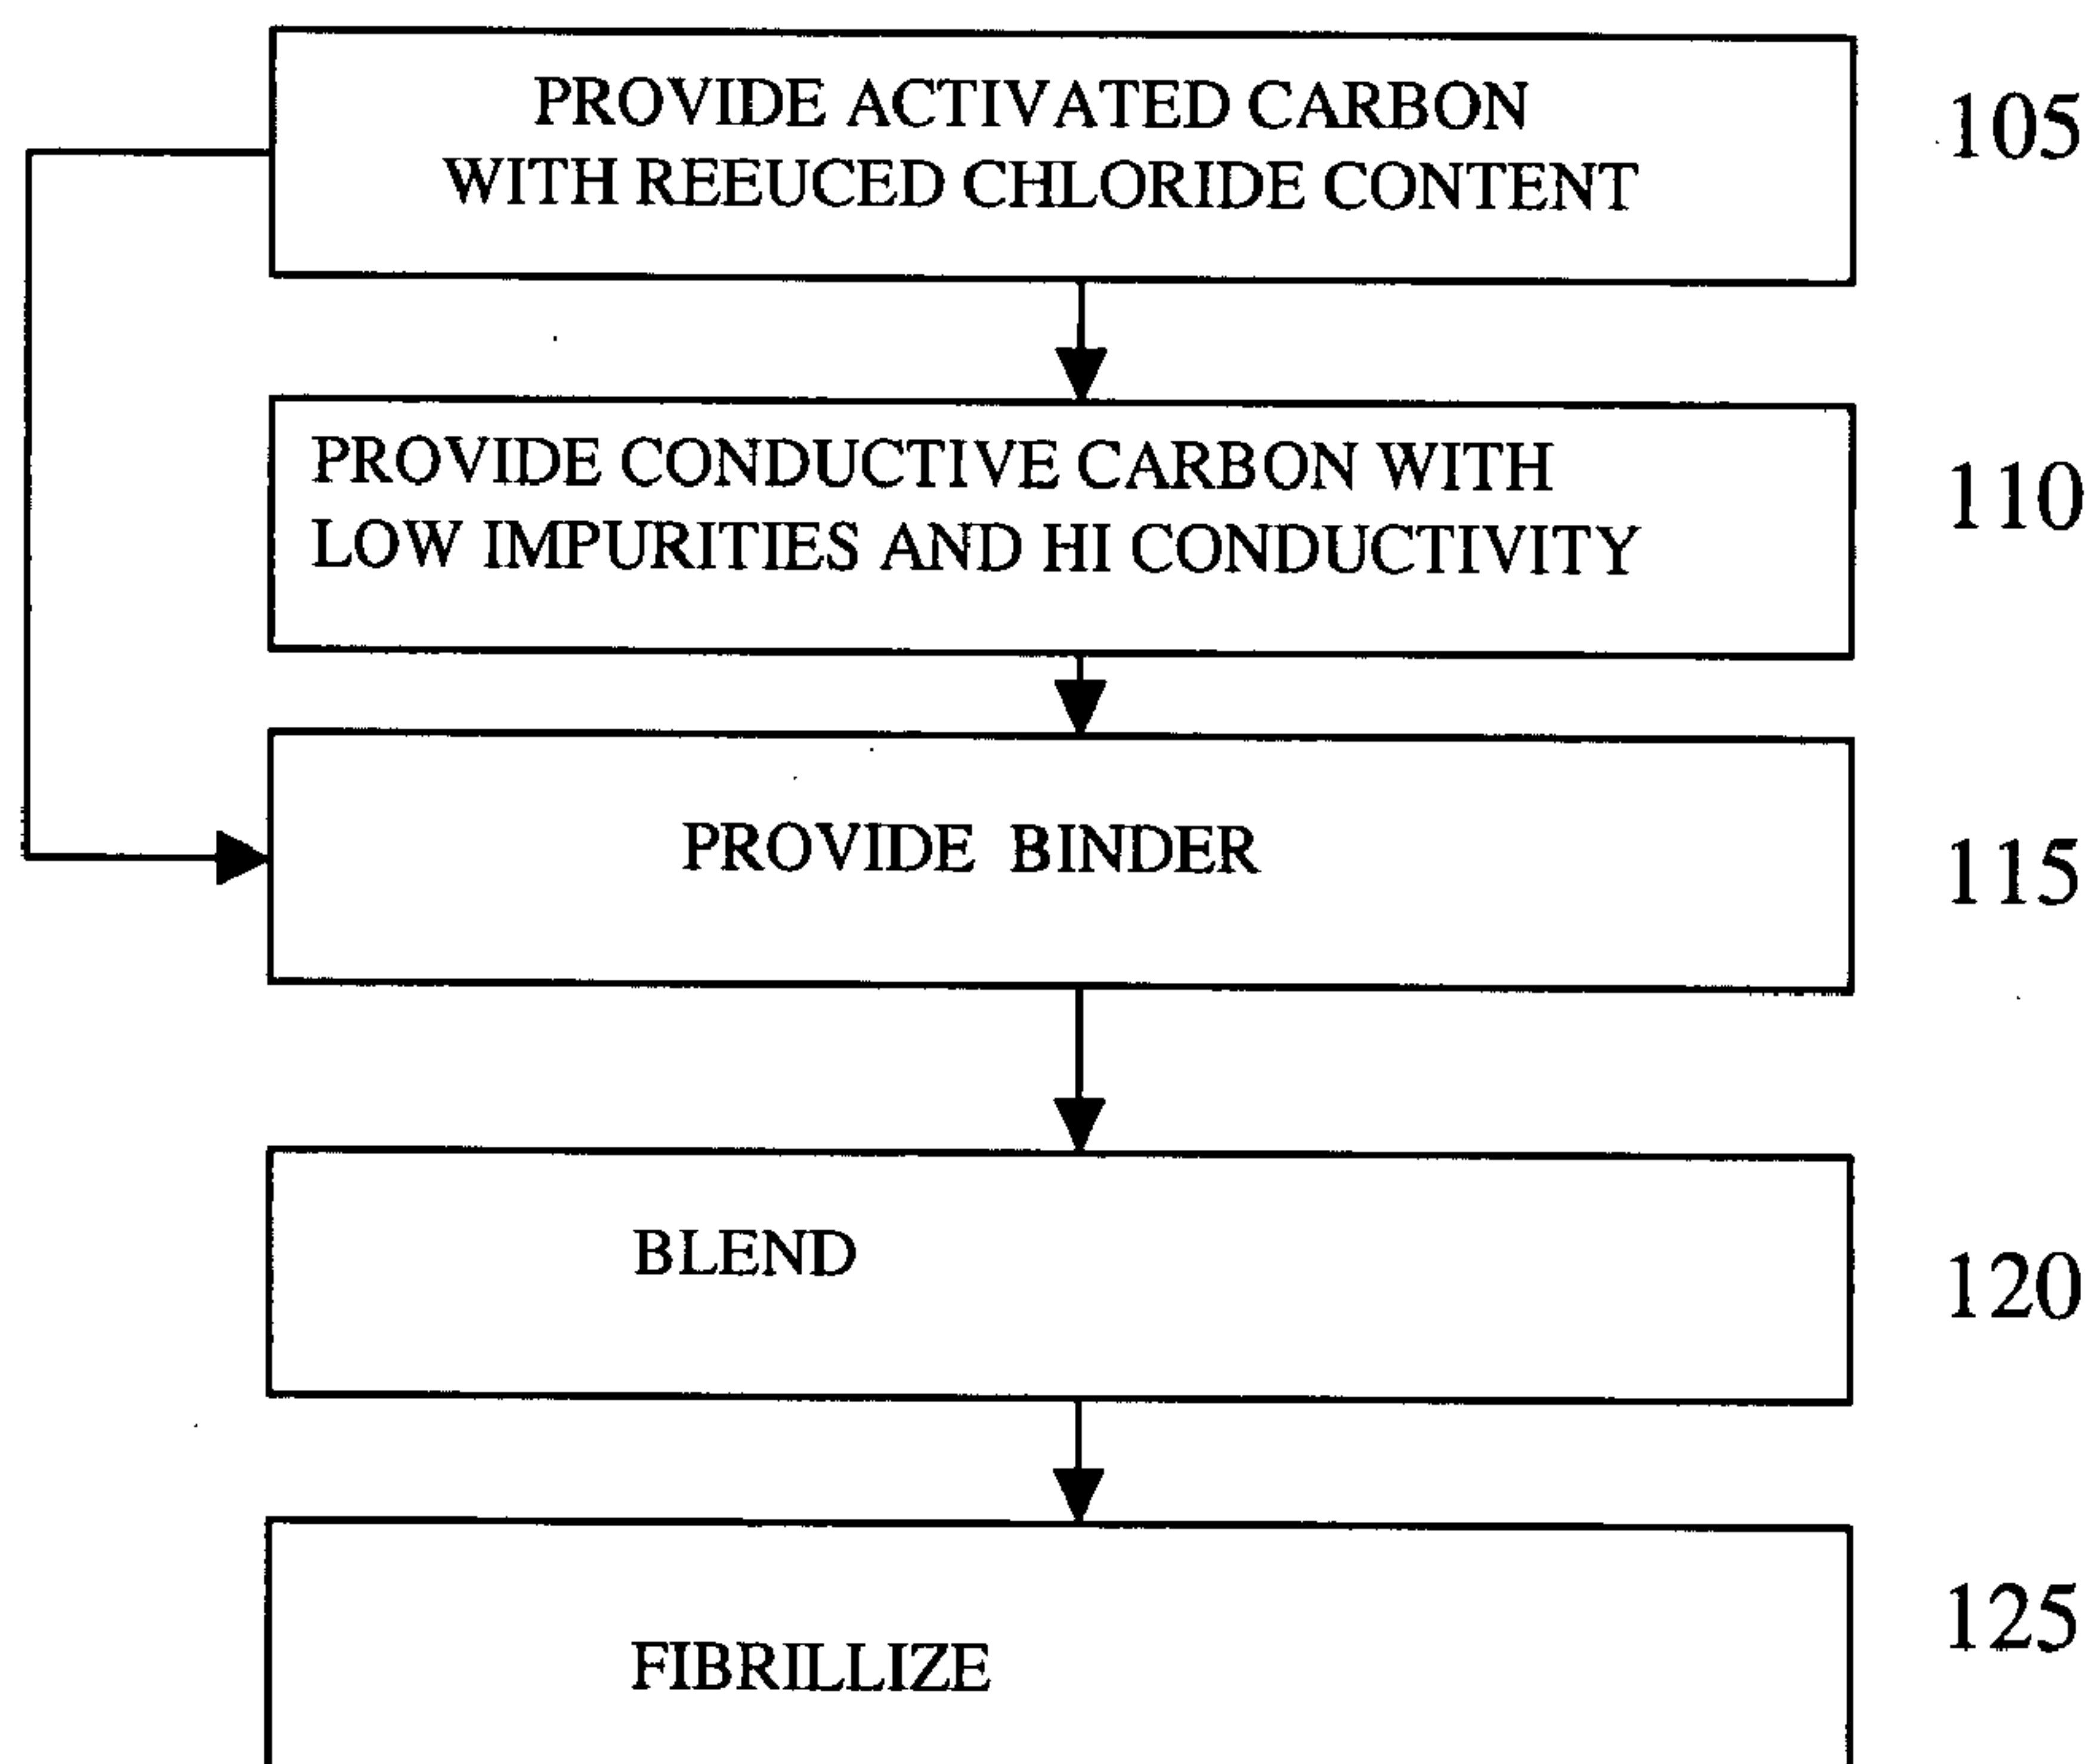 PROVIDE ACTIVATED CARBON
WITH REEUCED CHLORIDE CONTENT
105
PROVIDE CONDUCTIVE CARBON WITH
LOW IMPURITIES AND HI CONDUCTIVITY
110
PROVIDE BINDER
115
BLEND
120
FIBRILLIZE
125